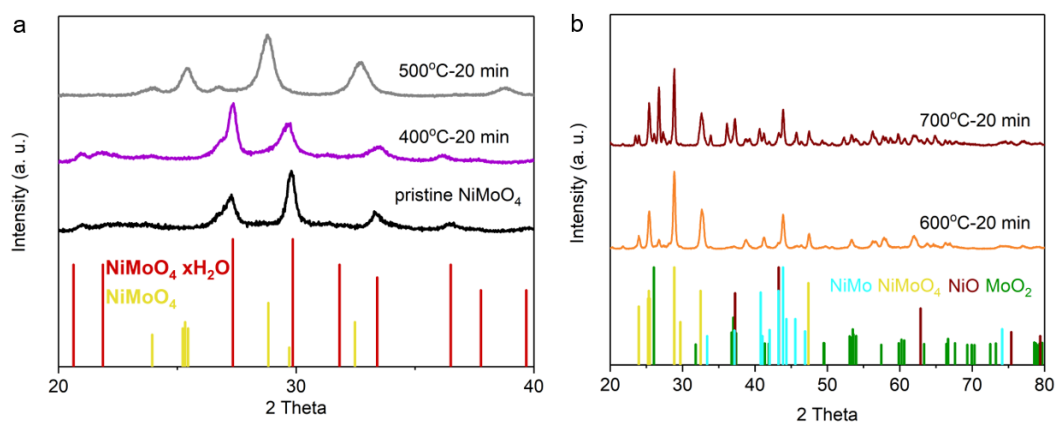 a
Intensity (a. u.)
500°C-20 min
400°C-20 min
pristine NiMoO₄
NiMoO₄ xH₂O
NiMoO₄
20 30 40
2 Theta
b
Intensity (a. u.)
700°C-20 min
600°C-20 min
NiMo NiMoO₄ NiO MoO₂
20 30 40 50 60 70 80
2 Theta